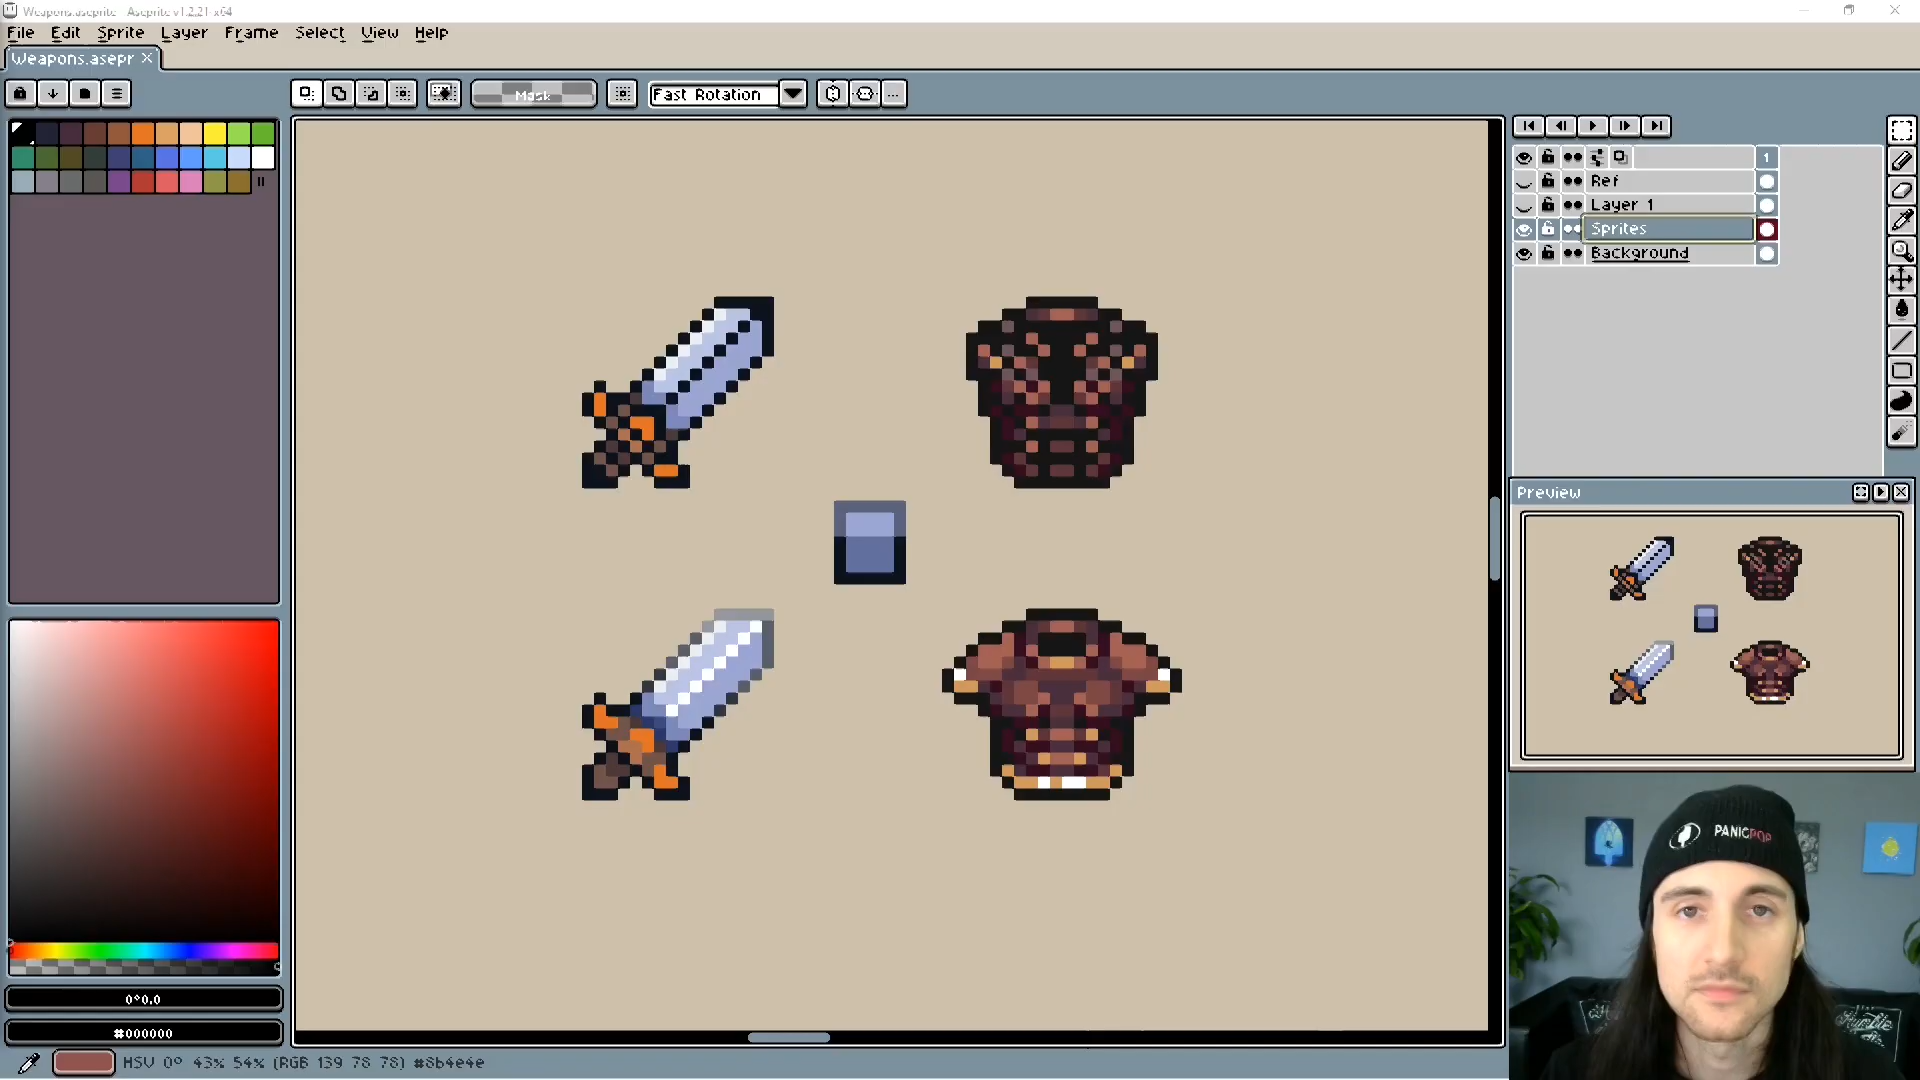 Weapons.aseprite - Aseprite v1.2.21-x64
File Edit Sprite Layer Frame Select View Help
Weapons.asepr
Mask
Fast Rotation
1
Ref
Layer 1
Sprites
Background
Preview
PANICPOP
0°0.0
#000000
HSV 0° 43% 54% (RGB 139 78 78) #8b4e4e